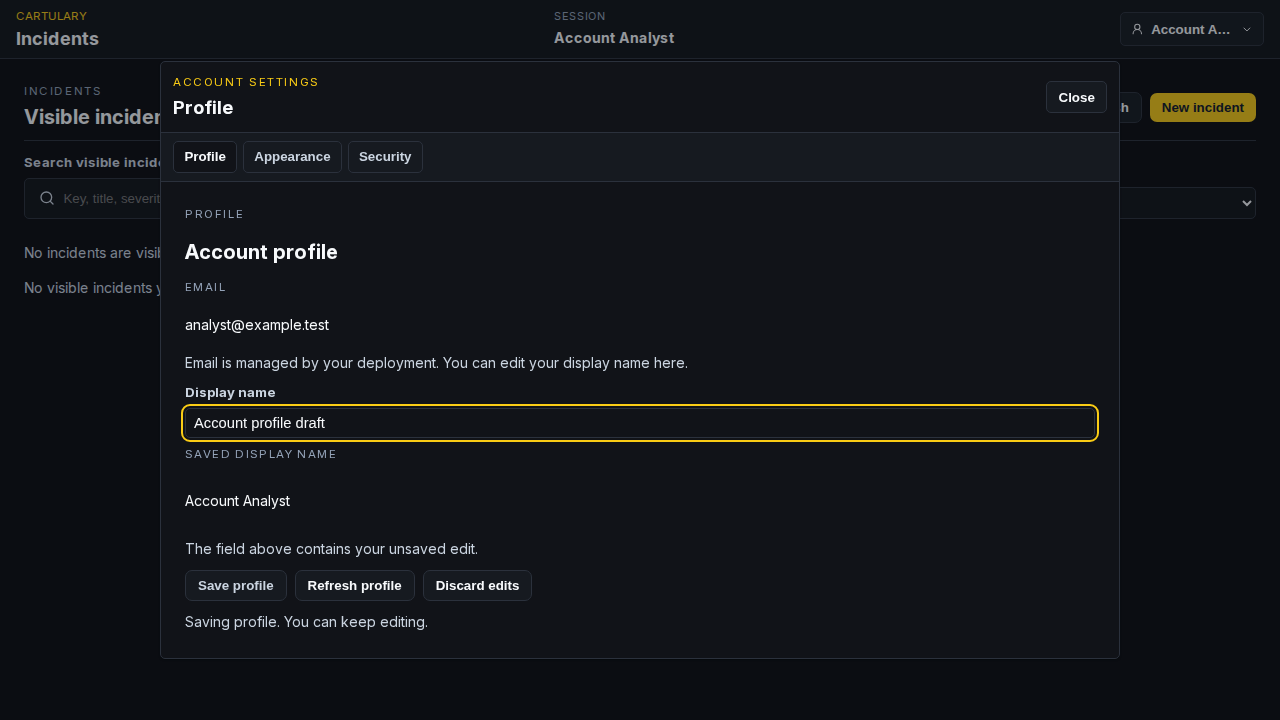 CARTULARY
Incidents
SESSION
Account Analyst
Account A...
INCIDENTS
Visible
New incident
Search visible
Key, title,
No incidents are
No visible incidents
ACCOUNT SETTINGS
Profile
Close
Profile
Appearance
Security
PROFILE
Account profile
EMAIL
analyst@example.test
Email is managed by your deployment. You can edit your display name here.
Display name
Account profile draft
SAVED DISPLAY NAME
Account Analyst
The field above contains your unsaved edit.
Save profile
Refresh profile
Discard edits
Saving profile. You can keep editing.